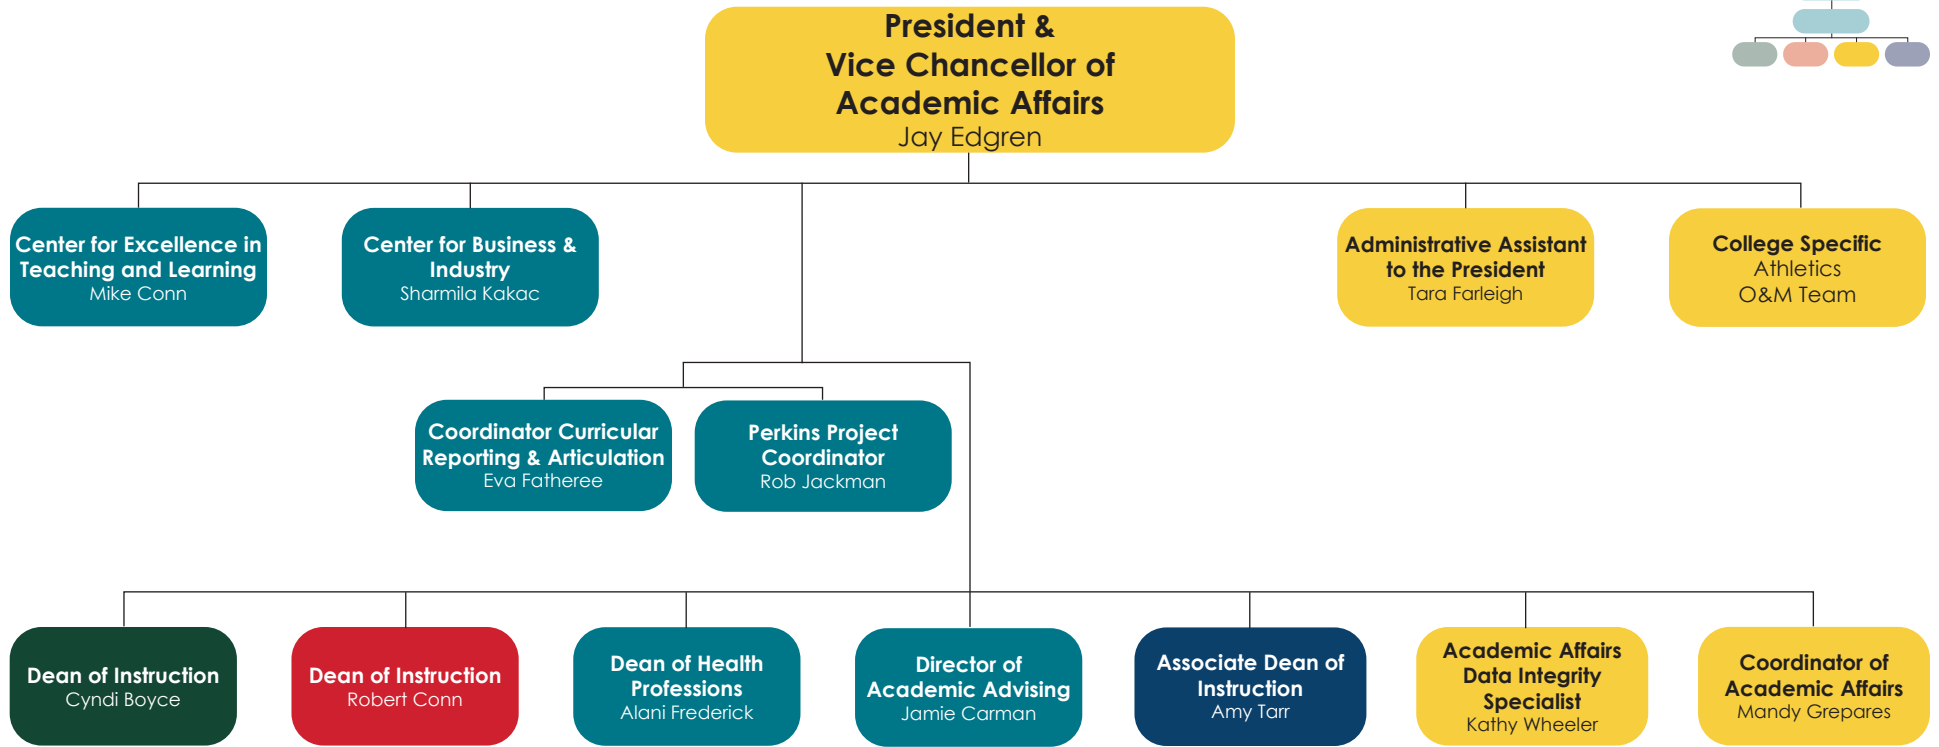 President &
Vice Chancellor of
Academic Affairs
Jay Edgren
Center for Excellence in
Teaching and Learning
Mike Conn
Center for Business &
Industry
Sharmila Kakac
Administrative Assistant
to the President
Tara Farleigh
College Specific
Athletics
O&M Team
Coordinator Curricular
Reporting & Articulation
Eva Fatheree
Perkins Project
Coordinator
Rob Jackman
Dean of Instruction
Cyndi Boyce
Dean of Instruction
Robert Conn
Dean of Health
Professions
Alani Frederick
Director of
Academic Advising
Jamie Carman
Associate Dean of
Instruction
Amy Tarr
Academic Affairs
Data Integrity
Specialist
Kathy Wheeler
Coordinator of
Academic Affairs
Mandy Grepares